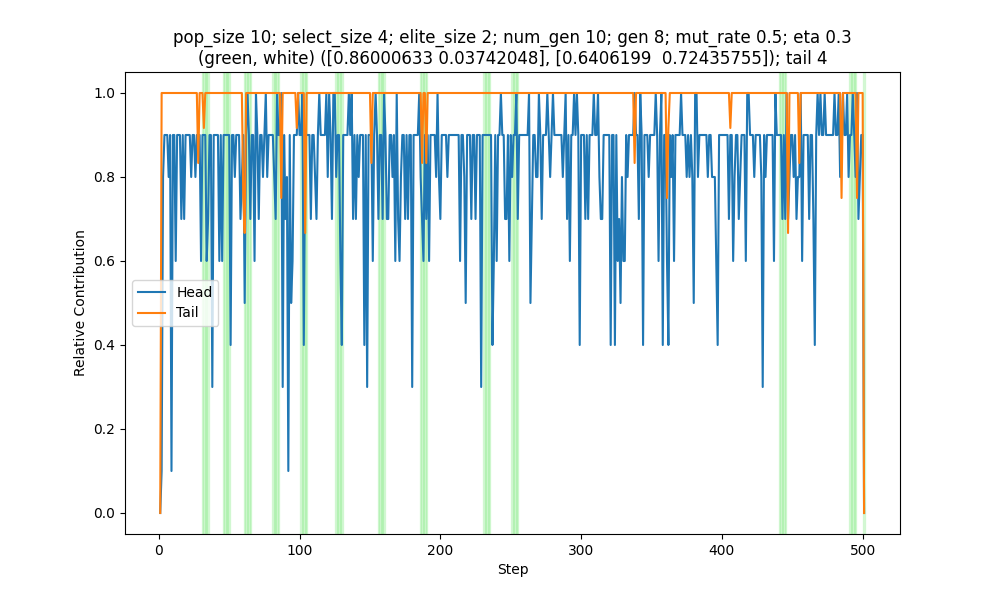 pop_size 10; select_size 4; elite_size 2; num_gen 10; gen 8; mut_rate 0.5; eta 0.3
(green, white) ([0.86000633 0.03742048], [0.6406199  0.72435755]); tail 4
1.0
0.8
0.6
0.4
0.2
0.0
Relative Contribution
Head
Tail
0
100
200
300
400
500
Step